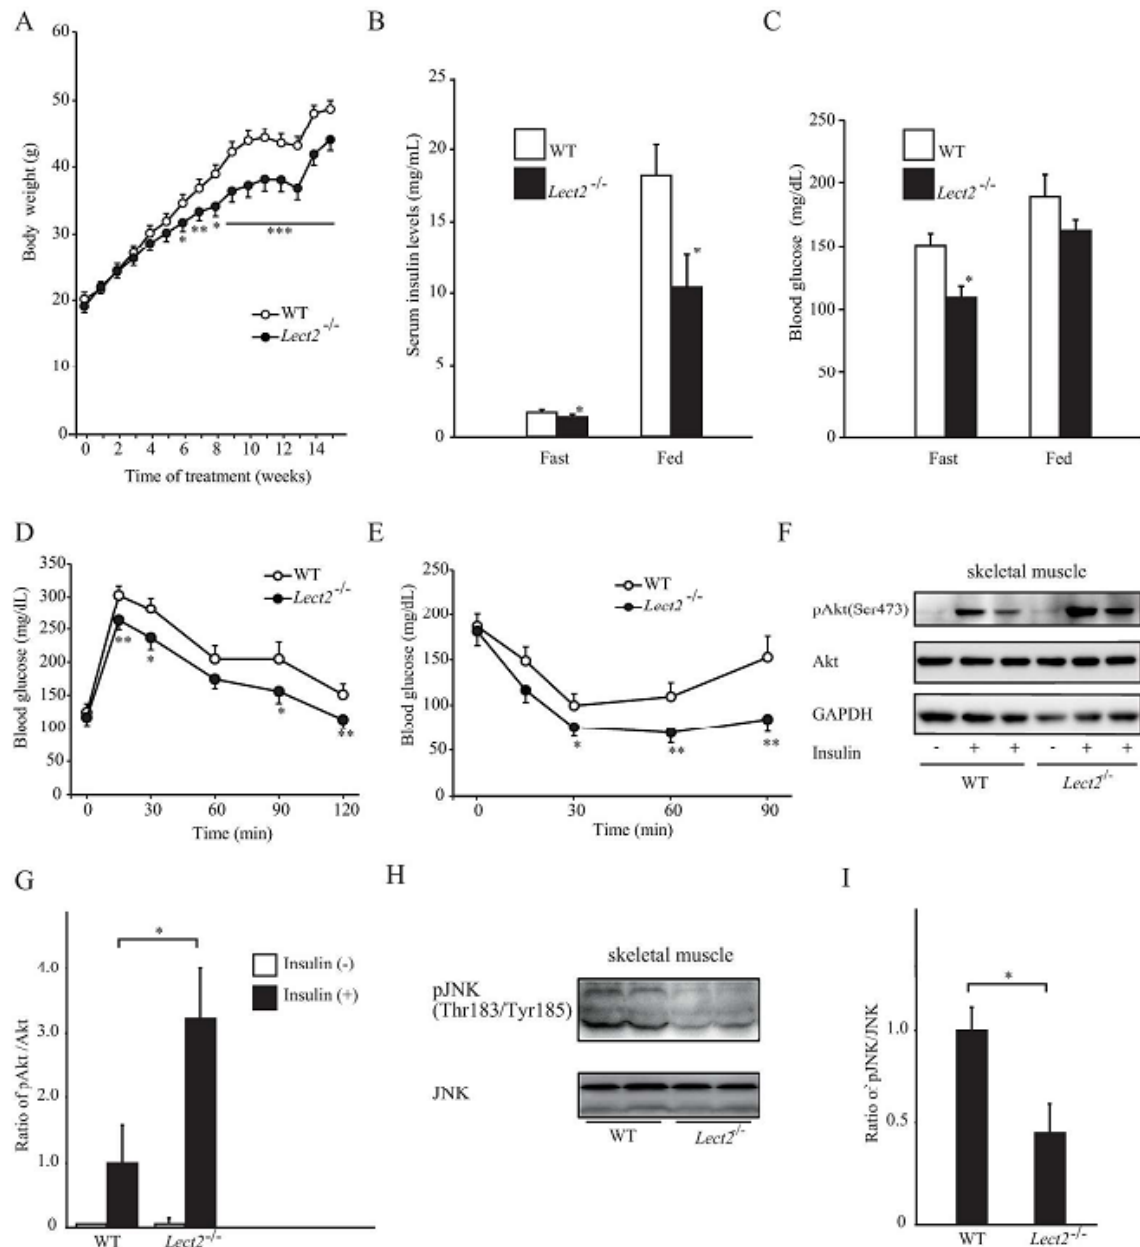 A
Body weight (g)
60
50
40
30
20
10
0
* ** * ***
WT
Lect2 -/-
0 2 4 6 8 10 12 14
Time of treatment (weeks)
B
Serum insulin levels (mg/mL)
25
20
15
10
5
0
WT
Lect2 -/-
*
*
Fast Fed
C
Blood glucose (mg/dL)
250
200
150
100
50
0
WT
Lect2 -/-
*
Fast Fed
D
Blood glucose (mg/dL)
350
300
250
200
150
100
50
0
WT
Lect2 -/-
** * * **
0 30 60 90 120
Time (min)
E
Blood glucose (mg/dL)
250
200
150
100
50
0
WT
Lect2 -/-
* ** **
0 30 60 90
Time (min)
F
skeletal muscle
pAkt(Ser473)
Akt
GAPDH
Insulin - + + - + +
WT Lect2 -/-
G
Ratio of pAkt /Akt
4.0
3.0
2.0
1.0
0
*
Insulin (-)
Insulin (+)
WT Lect2 -/-
H
skeletal muscle
pJNK
(Thr183/Tyr185)
JNK
WT Lect2 -/-
I
Ratio of pJNK/JNK
1.0
0.5
0
*
WT Lect2 -/-